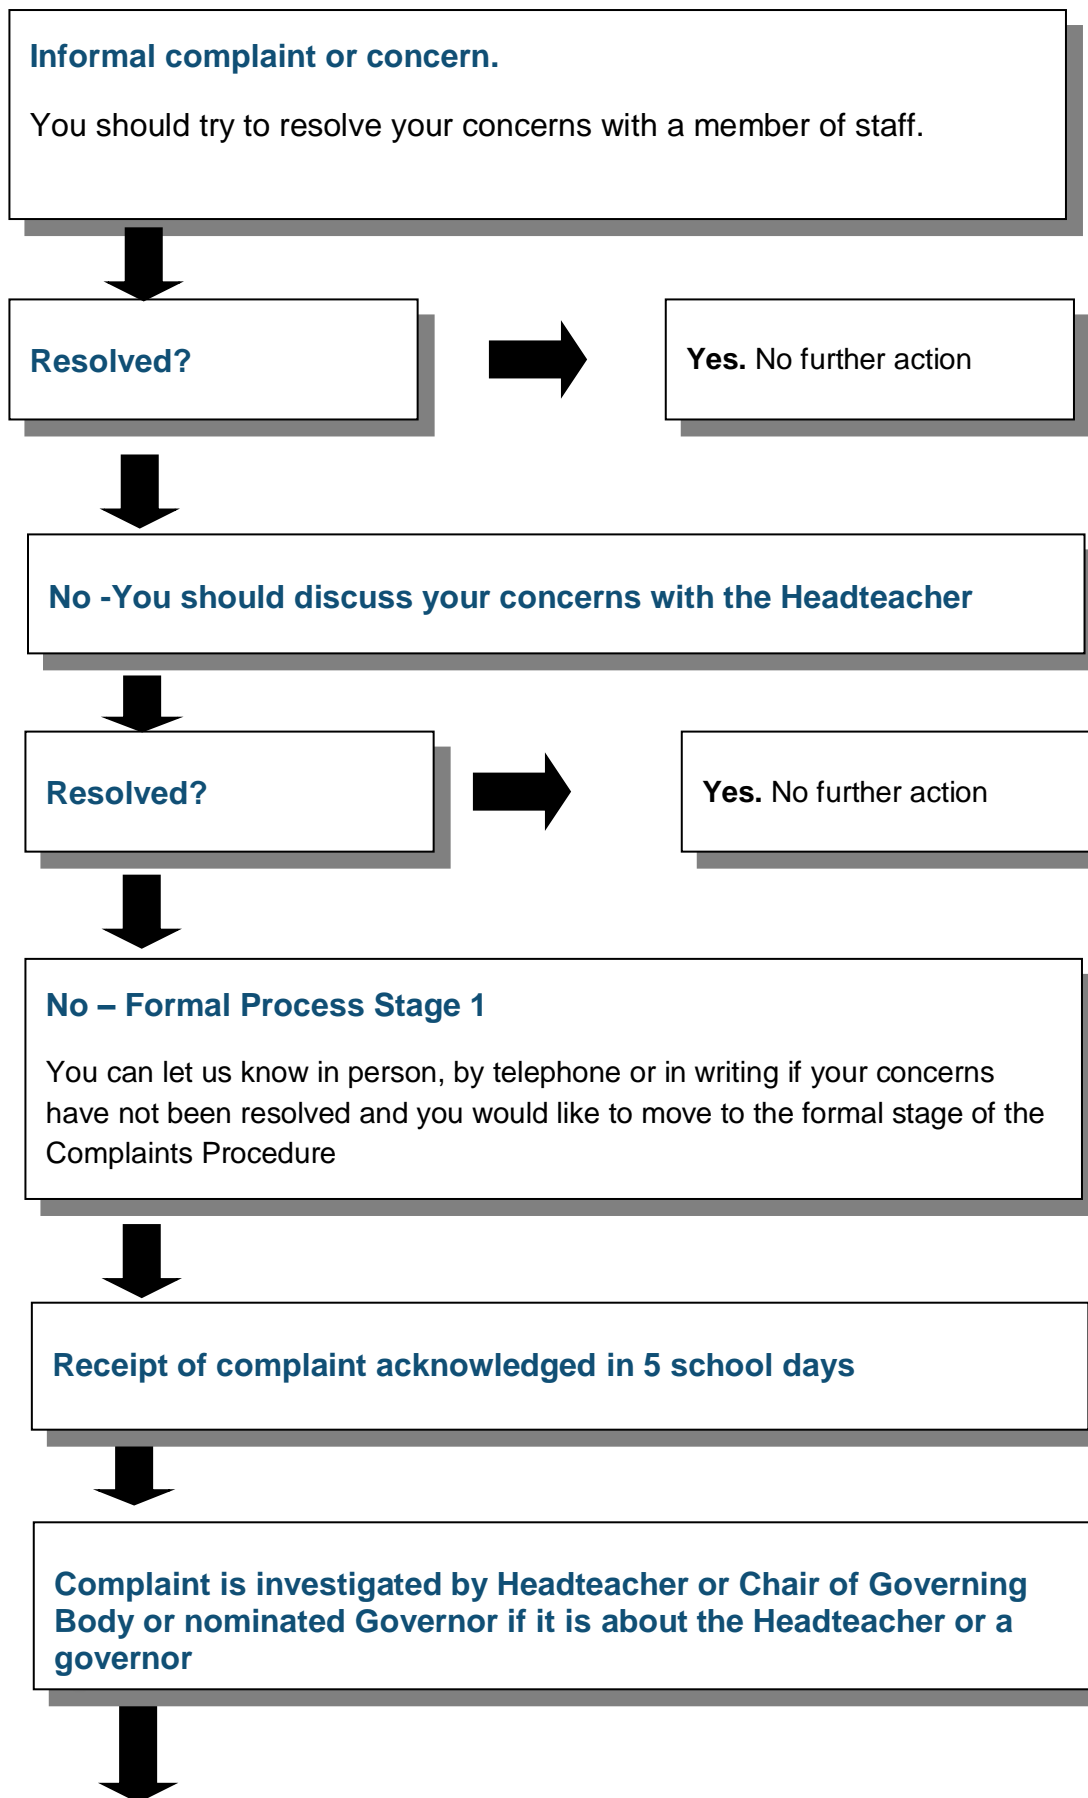 Informal complaint or concern.
You should try to resolve your concerns with a member of staff.
Resolved?
Yes. No further action
No -You should discuss your concerns with the Headteacher
Resolved?
Yes. No further action
No – Formal Process Stage 1
You can let us know in person, by telephone or in writing if your concerns
have not been resolved and you would like to move to the formal stage of the
Complaints Procedure
Receipt of complaint acknowledged in 5 school days
Complaint is investigated by Headteacher or Chair of Governing
Body or nominated Governor if it is about the Headteacher or a
governor